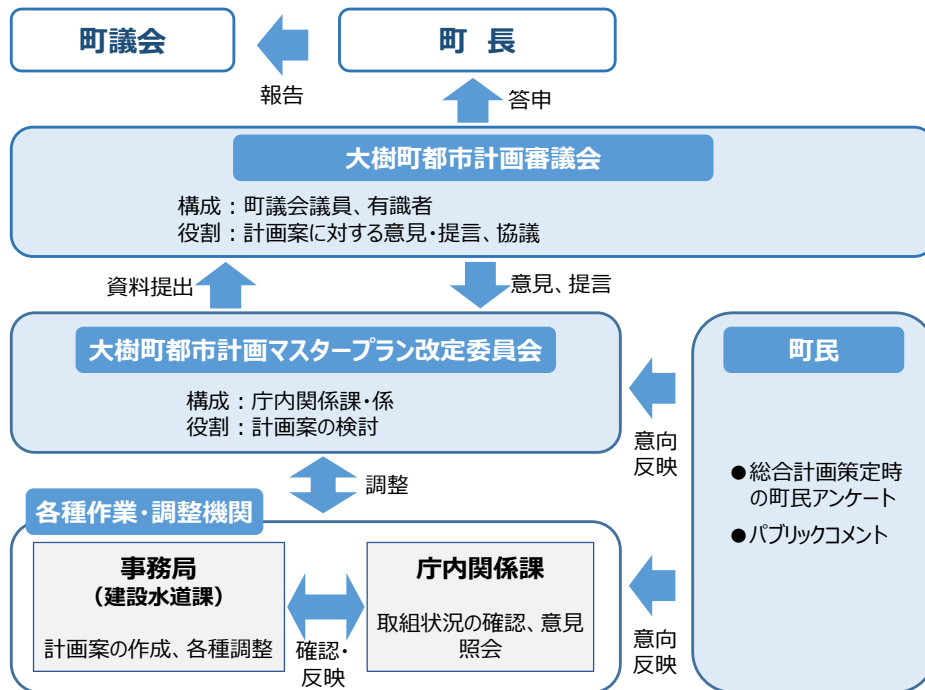 町議会
町 長
報告
答申
大樹町都市計画審議会
構成：町議会議員、有識者
役割：計画案に対する意見・提言、協議
資料提出
意見、提言
大樹町都市計画マスタープラン改定委員会
構成：庁内関係課・係
役割：計画案の検討
町民
意向
反映
●総合計画策定時
の町民アンケート
●パブリックコメント
調整
各種作業・調整機関
事務局
（建設水道課）
計画案の作成、各種調整
確認・
反映
庁内関係課
取組状況の確認、意見
照会
意向
反映